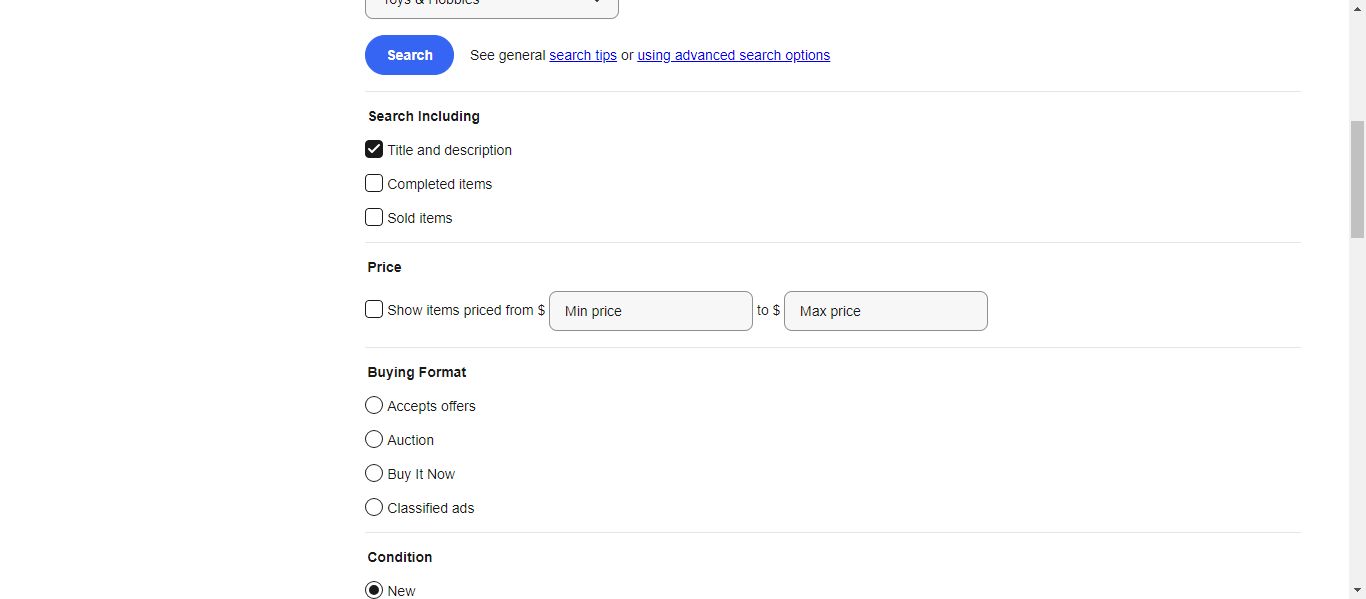 Toys & Hobbies
Search See general search tips or using advanced search options
Search Including
Title and description
Completed items
Sold items
Price
Show items priced from $ Min price to $ Max price
Buying Format
Accepts offers
Auction
Buy It Now
Classified ads
Condition
New